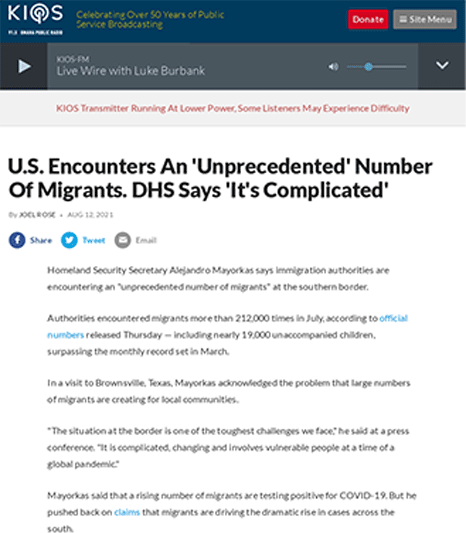 KIOS
91.5 OMAHA PUBLIC RADIO
Celebrating Over 50 Years of Public
Service Broadcasting
Donate
Site Menu
KIOS-FM
Live Wire with Luke Burbank
KIOS Transmitter Running At Lower Power, Some Listeners May Experience Difficulty
U.S. Encounters An 'Unprecedented' Number
Of Migrants. DHS Says 'It's Complicated'
By JOEL ROSE • AUG 12, 2021
Share Tweet Email
Homeland Security Secretary Alejandro Mayorkas says immigration authorities are
encountering an "unprecedented number of migrants" at the southern border.
Authorities encountered migrants more than 212,000 times in July, according to official
numbers released Thursday — including nearly 19,000 unaccompanied children,
surpassing the monthly record set in March.
In a visit to Brownsville, Texas, Mayorkas acknowledged the problem that large numbers
of migrants are creating for local communities.
"The situation at the border is one of the toughest challenges we face," he said at a press
conference. "It is complicated, changing and involves vulnerable people at a time of a
global pandemic."
Mayorkas said that a rising number of migrants are testing positive for COVID-19. But he
pushed back on claims that migrants are driving the dramatic rise in cases across the
south.